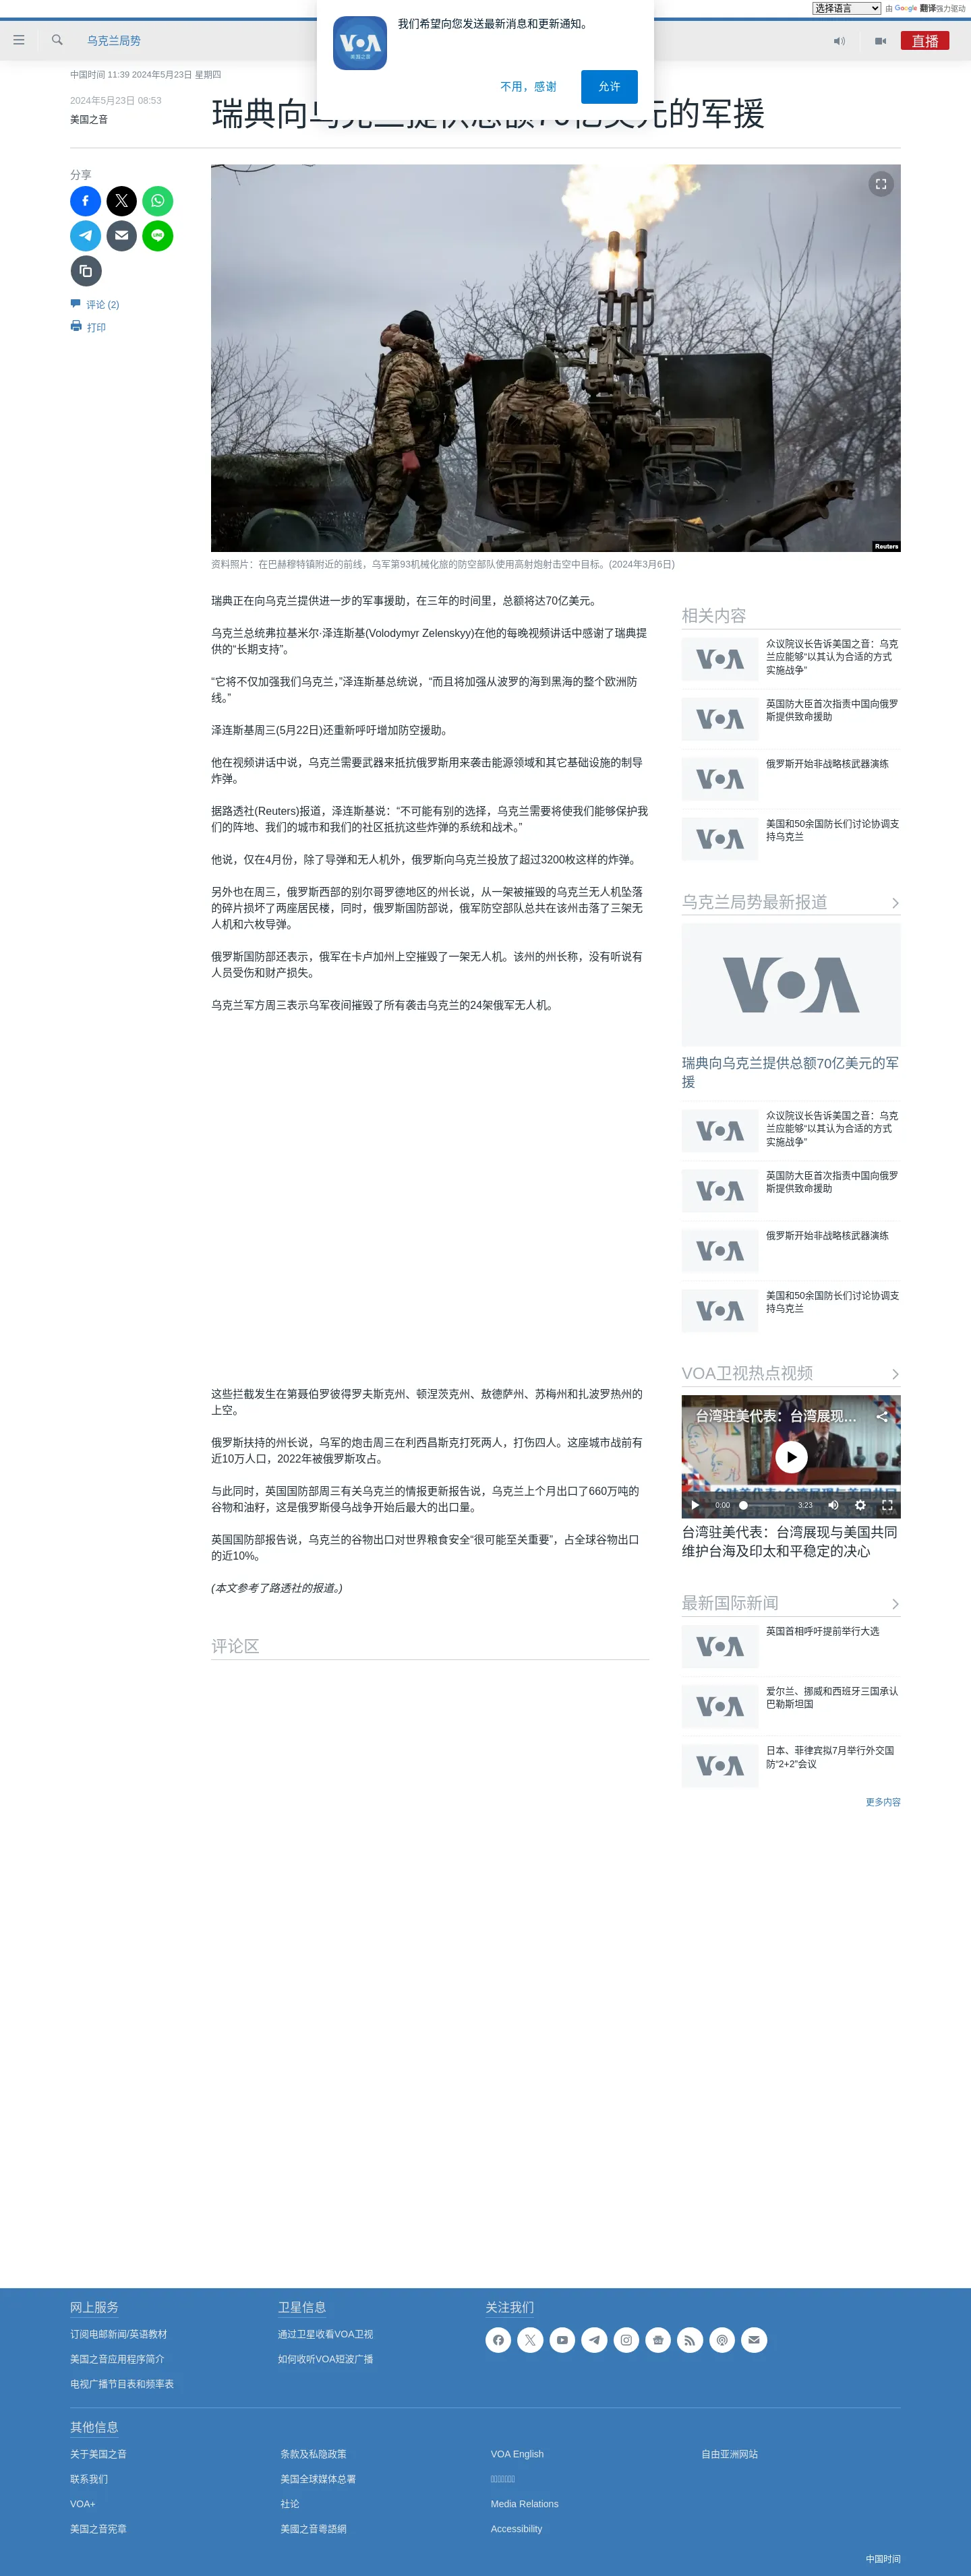 选择语言 由 Google 翻译强力驱动
我们希望向您发送最新消息和更新通知。
VOA
美国之音
不用，感谢
允许
乌克兰局势
直播
中国时间 11:39 2024年5月23日 星期四
2024年5月23日 08:53
美国之音
瑞典向乌克兰提供总额70亿美元的军援
分享
评论 (2)
打印
Reuters
资料照片：在巴赫穆特镇附近的前线，乌军第93机械化旅的防空部队使用高射炮射击空中目标。(2024年3月6日)
瑞典正在向乌克兰提供进一步的军事援助，在三年的时间里，总额将达70亿美元。
乌克兰总统弗拉基米尔·泽连斯基(Volodymyr Zelenskyy)在他的每晚视频讲话中感谢了瑞典提
供的“长期支持”。
“它将不仅加强我们乌克兰，”泽连斯基总统说，“而且将加强从波罗的海到黑海的整个欧洲防
线。”
泽连斯基周三(5月22日)还重新呼吁增加防空援助。
他在视频讲话中说，乌克兰需要武器来抵抗俄罗斯用来袭击能源领域和其它基础设施的制导
炸弹。
据路透社(Reuters)报道，泽连斯基说：“不可能有别的选择，乌克兰需要将使我们能够保护我
们的阵地、我们的城市和我们的社区抵抗这些炸弹的系统和战术。”
他说，仅在4月份，除了导弹和无人机外，俄罗斯向乌克兰投放了超过3200枚这样的炸弹。
另外也在周三，俄罗斯西部的别尔哥罗德地区的州长说，从一架被摧毁的乌克兰无人机坠落
的碎片损坏了两座居民楼，同时，俄罗斯国防部说，俄军防空部队总共在该州击落了三架无
人机和六枚导弹。
俄罗斯国防部还表示，俄军在卡卢加州上空摧毁了一架无人机。该州的州长称，没有听说有
人员受伤和财产损失。
乌克兰军方周三表示乌军夜间摧毁了所有袭击乌克兰的24架俄军无人机。
这些拦截发生在第聂伯罗彼得罗夫斯克州、顿涅茨克州、敖德萨州、苏梅州和扎波罗热州的
上空。
俄罗斯扶持的州长说，乌军的炮击周三在利西昌斯克打死两人，打伤四人。这座城市战前有
近10万人口，2022年被俄罗斯攻占。
与此同时，英国国防部周三有关乌克兰的情报更新报告说，乌克兰上个月出口了660万吨的
谷物和油籽，这是俄罗斯侵乌战争开始后最大的出口量。
英国国防部报告说，乌克兰的谷物出口对世界粮食安全“很可能至关重要”，占全球谷物出口
的近10%。
(本文参考了路透社的报道。)
评论区
相关内容
VOA
众议院议长告诉美国之音：乌克
兰应能够“以其认为合适的方式
实施战争”
VOA
英国防大臣首次指责中国向俄罗
斯提供致命援助
VOA
俄罗斯开始非战略核武器演练
VOA
美国和50余国防长们讨论协调支
持乌克兰
乌克兰局势最新报道
VOA
瑞典向乌克兰提供总额70亿美元的军
援
VOA
众议院议长告诉美国之音：乌克
兰应能够“以其认为合适的方式
实施战争”
VOA
英国防大臣首次指责中国向俄罗
斯提供致命援助
VOA
俄罗斯开始非战略核武器演练
VOA
美国和50余国防长们讨论协调支
持乌克兰
VOA卫视热点视频
台湾驻美代表：台湾展现...
台驻美代表:台湾展现与美国共同
0:00
3:23
台湾驻美代表：台湾展现与美国共同
维护台海及印太和平稳定的决心
最新国际新闻
VOA
英国首相呼吁提前举行大选
VOA
爱尔兰、挪威和西班牙三国承认
巴勒斯坦国
VOA
日本、菲律宾拟7月举行外交国
防“2+2”会议
更多内容
网上服务
订阅电邮新闻/英语教材
美国之音应用程序简介
电视广播节目表和频率表
卫星信息
通过卫星收看VOA卫视
如何收听VOA短波广播
关注我们
其他信息
关于美国之音
联系我们
VOA+
美国之音宪章
条款及私隐政策
美国全球媒体总署
社论
美國之音粵語網
VOA English
Media Relations
Accessibility
自由亚洲网站
中国时间